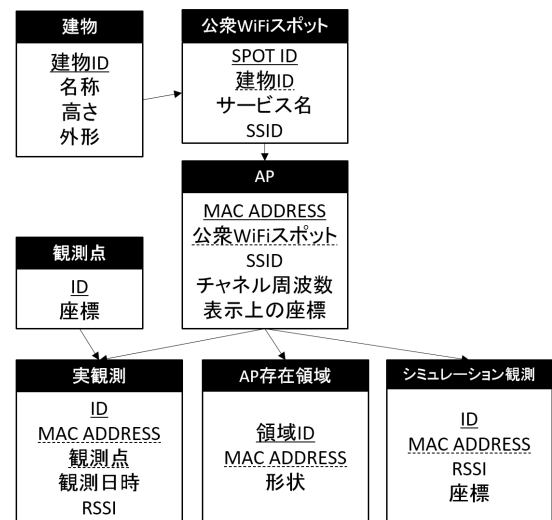 建物
建物ID
名称
高さ
外形
公衆WiFiスポット
SPOT ID
建物ID
サービス名
SSID
AP
MAC ADDRESS
公衆WiFiスポット
SSID
チャネル周波数
表示上の座標
観測点
ID
座標
実観測
ID
MAC ADDRESS
観測点
観測日時
RSSI
AP存在領域
領域ID
MAC ADDRESS
形状
シミュレーション観測
ID
MAC ADDRESS
RSSI
座標